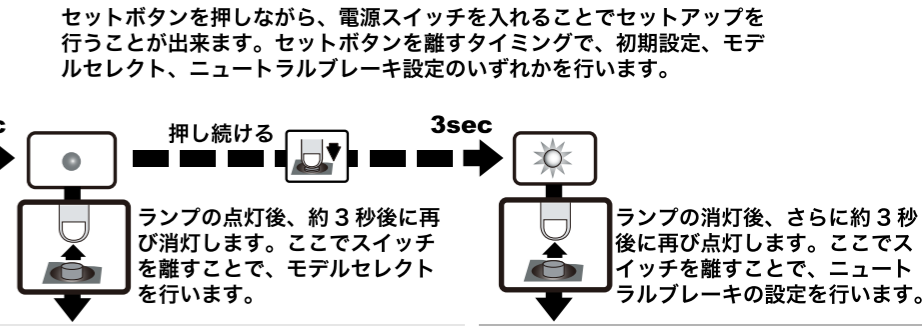 セットボタンを押しながら、電源スイッチを入れることでセットアップを
行うことが出来ます。セットボタンを離すタイミングで、初期設定、モデ
ルセレクト、ニュートラルブレーキ設定のいずれかを行います。
押し続ける
3sec
ランプの点灯後、約 3 秒後に再
び消灯します。ここでスイッチ
を離すことで、モデルセレクト
を行います。
ランプの消灯後、さらに約 3 秒
後に再び点灯します。ここでス
イッチを離すことで、ニュート
ラルブレーキの設定を行います。